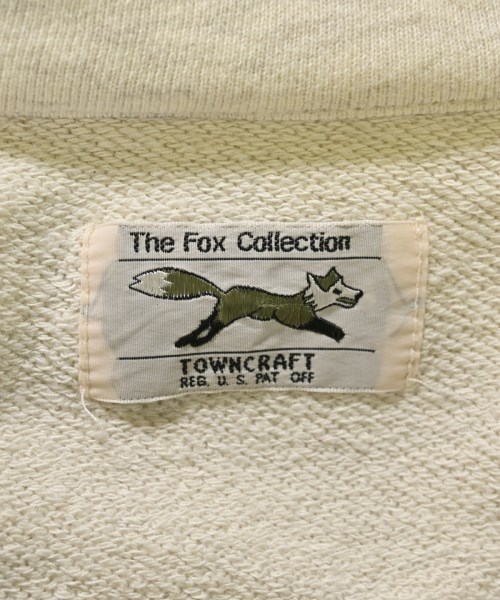 The Fox Collection
TOWNCRAFT
REG. U. S. PAT OFF